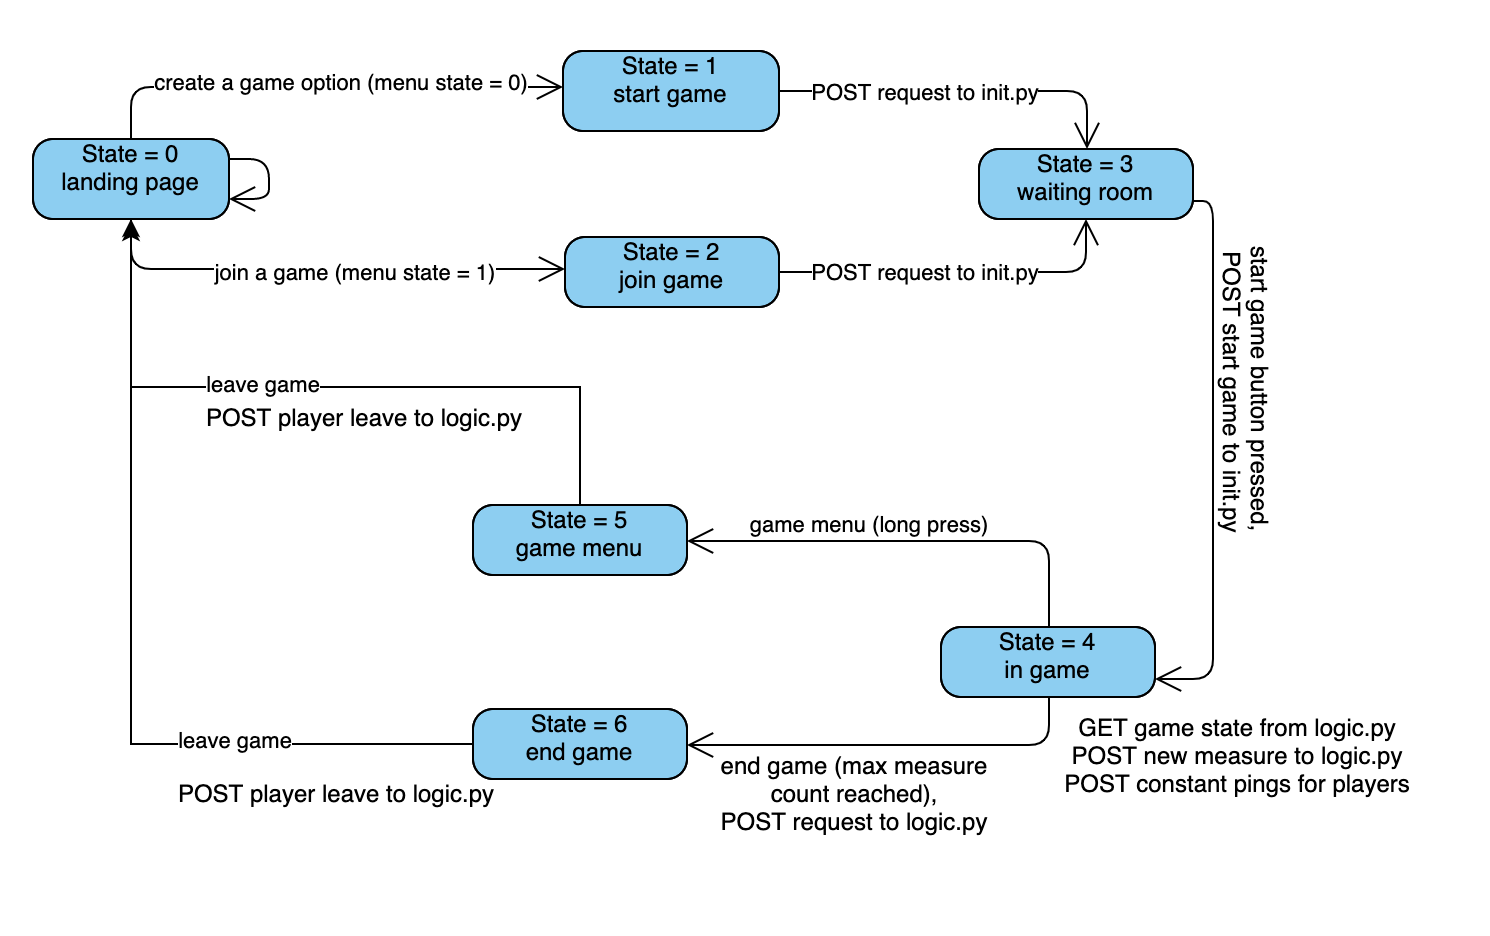 create a game option (menu state = 0)
State = 1
start game
POST request to init.py
State = 0
landing page
State = 3
waiting room
join a game (menu state = 1)
State = 2
join game
POST request to init.py
start game button pressed,
POST start game to init.py
leave game
POST player leave to logic.py
State = 5
game menu
game menu (long press)
State = 4
in game
GET game state from logic.py
POST new measure to logic.py
POST constant pings for players
State = 6
end game
end game (max measure
count reached),
POST request to logic.py
leave game
POST player leave to logic.py